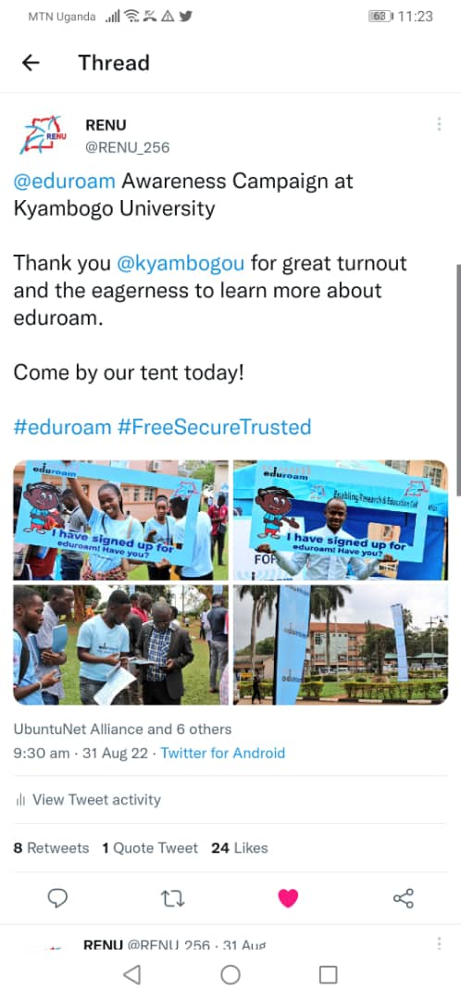 MTN Uganda 63 11:23
Thread
RENU
RENU
@RENU_256
@eduroam Awareness Campaign at
Kyambogo University
Thank you @kyambogou for great turnout
and the eagerness to learn more about
eduroam.
Come by our tent today!
#eduroam #FreeSecureTrusted
eduroam
I have signed up for
eduroam! Have you?
eduroam
Enabling Research & Education
I have signed up for
eduroam! Have you?
FOR
eduroam
UbuntuNet Alliance and 6 others
9:30 am · 31 Aug 22 · Twitter for Android
View Tweet activity
8 Retweets 1 Quote Tweet 24 Likes
RENU @RENU_256 · 31 Aug